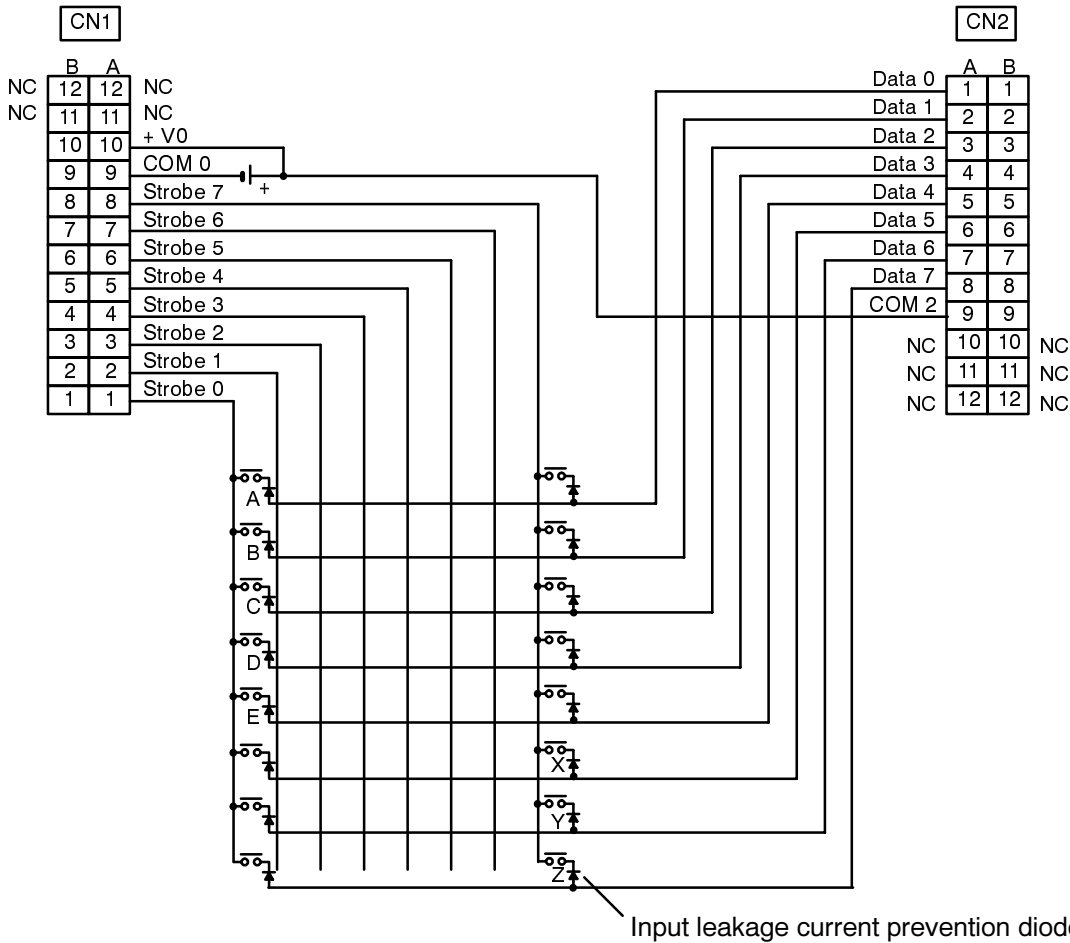 CN1
CN2
B A
A B
NC 12 12 NC
NC 11 11 NC
10 10 + V0
9 9 COM 0
+
8 8 Strobe 7
7 7 Strobe 6
6 6 Strobe 5
5 5 Strobe 4
4 4 Strobe 3
3 3 Strobe 2
2 2 Strobe 1
1 1 Strobe 0
Data 0 1 1
Data 1 2 2
Data 2 3 3
Data 3 4 4
Data 4 5 5
Data 5 6 6
Data 6 7 7
Data 7 8 8
COM 2 9 9
NC 10 10 NC
NC 11 11 NC
NC 12 12 NC
A
B
C
D
E
X
Y
Z
Input leakage current prevention